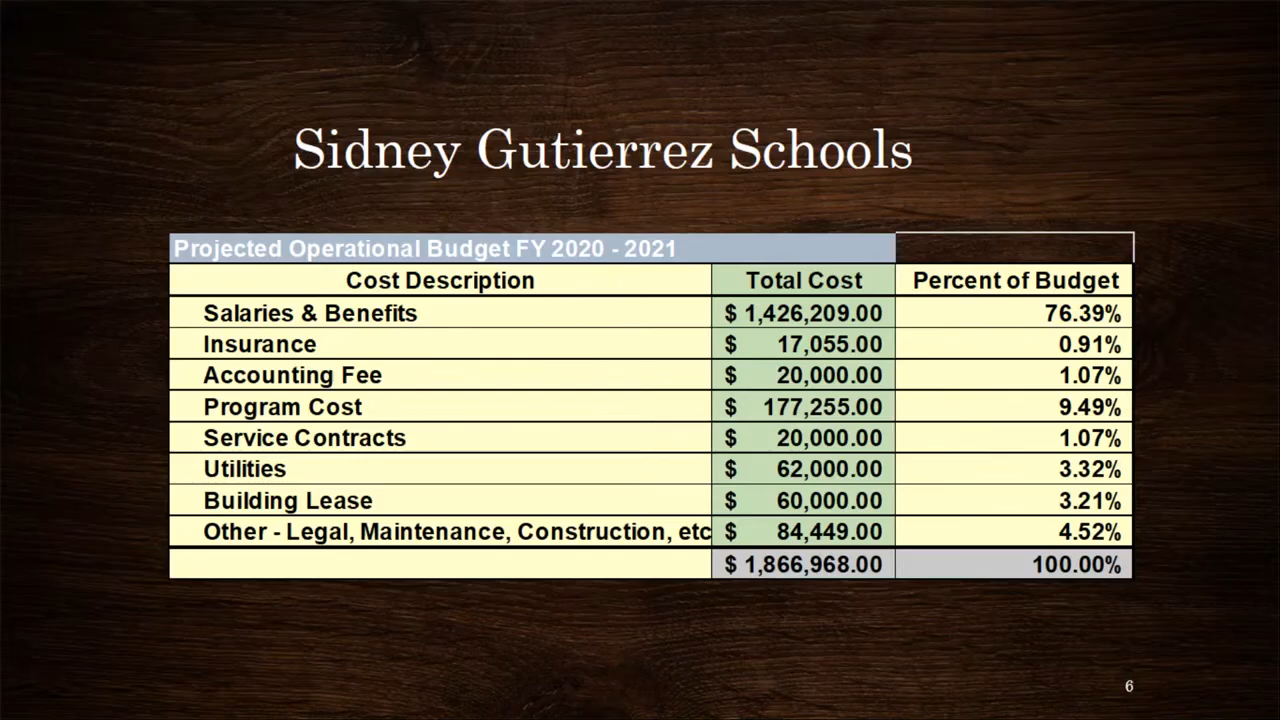 Sidney Gutierrez Schools
Projected Operational Budget FY 2020 - 2021
Cost Description Total Cost Percent of Budget
Salaries & Benefits $ 1,426,209.00 76.39%
Insurance $ 17,055.00 0.91%
Accounting Fee $ 20,000.00 1.07%
Program Cost $ 177,255.00 9.49%
Service Contracts $ 20,000.00 1.07%
Utilities $ 62,000.00 3.32%
Building Lease $ 60,000.00 3.21%
Other - Legal, Maintenance, Construction, etc $ 84,449.00 4.52%
$ 1,866,968.00 100.00%
6